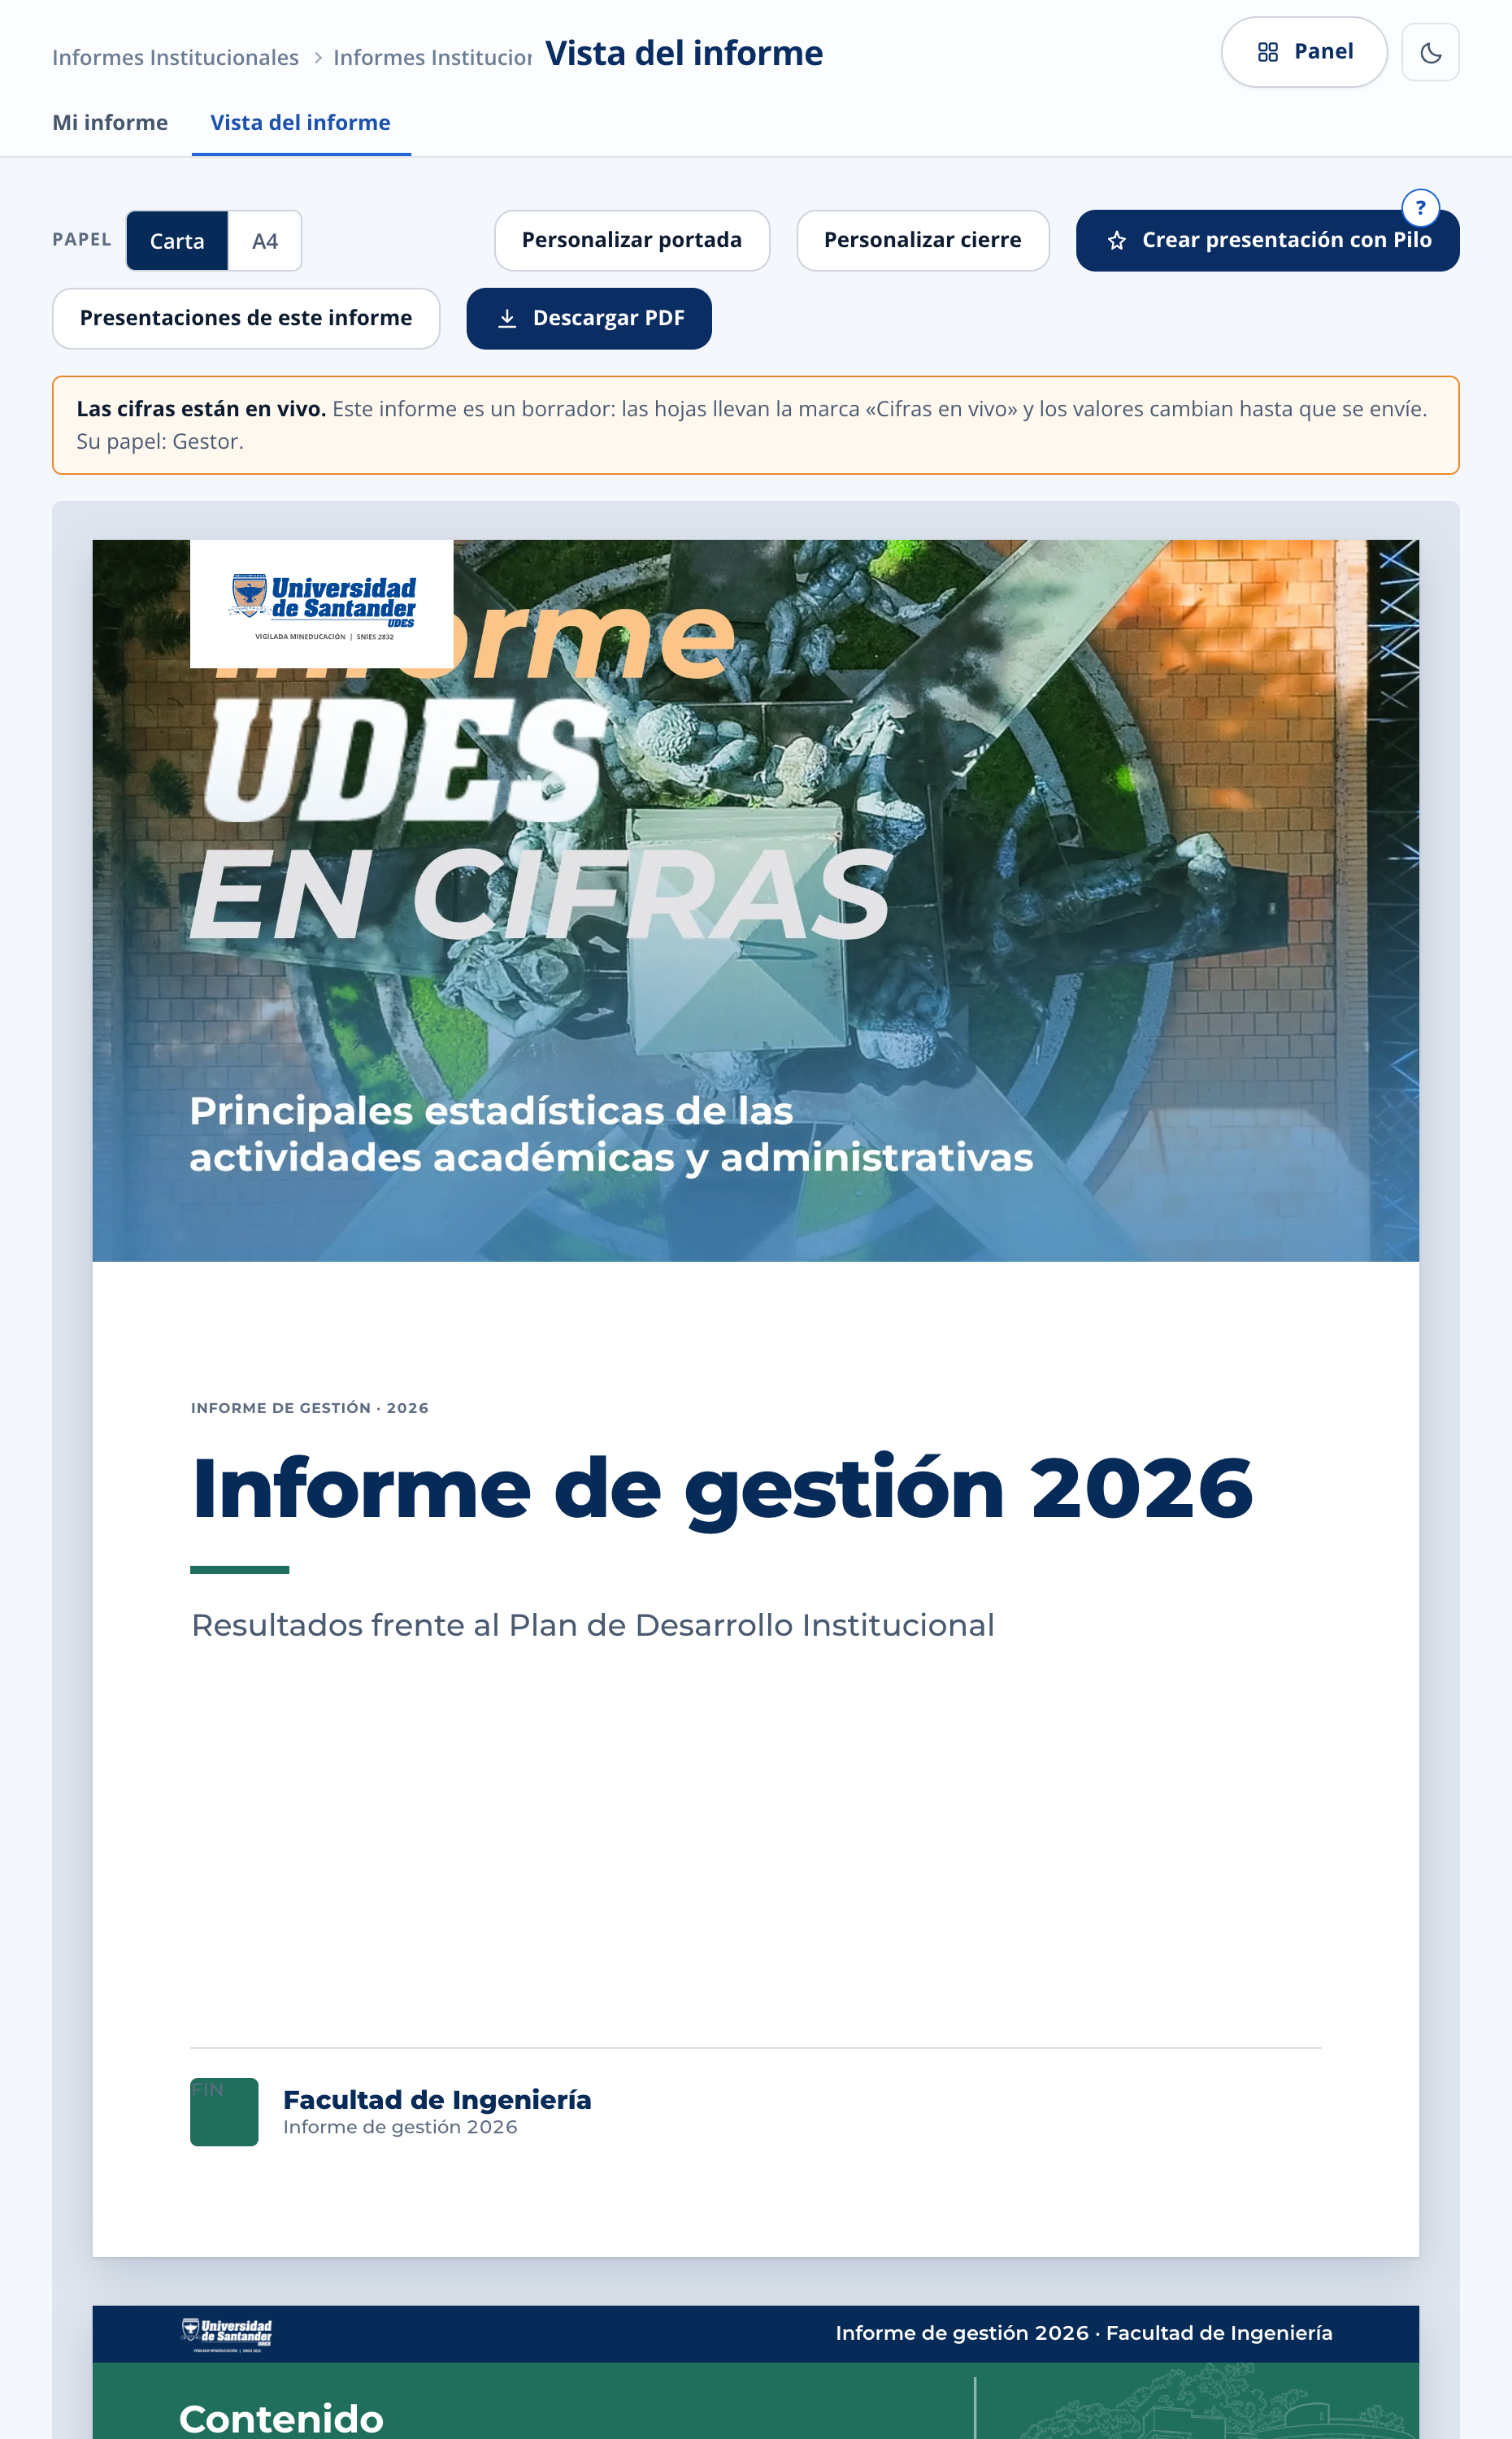 Informes Institucionales > Informes Institucior Vista del informe
Panel
Mi informe Vista del informe
PAPEL Carta A4
Personalizar portada
Personalizar cierre
?
Crear presentación con Pilo
Presentaciones de este informe
Descargar PDF
Las cifras están en vivo. Este informe es un borrador: las hojas llevan la marca «Cifras en vivo» y los valores cambian hasta que se envíe.
Su papel: Gestor.
Universidad
de Santander
UDES
VIGILADA MINEDUCACIÓN | SNIES 2832
Informe
UDES
EN CIFRAS
Principales estadísticas de las
actividades académicas y administrativas
INFORME DE GESTIÓN · 2026
Informe de gestión 2026
Resultados frente al Plan de Desarrollo Institucional
FIN
Facultad de Ingeniería
Informe de gestión 2026
Universidad
de Santander
UDES
Informe de gestión 2026 · Facultad de Ingeniería
Contenido